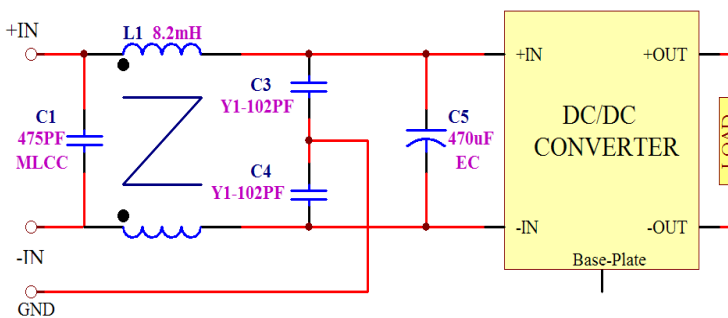 +IN
L1 8.2mH
C1
475PF
MLCC
C3
Y1-102PF
C4
Y1-102PF
C5
470uF
EC
+IN
+OUT
DC/DC
CONVERTER
-IN
-OUT
Base-Plate
LOAD
-IN
GND